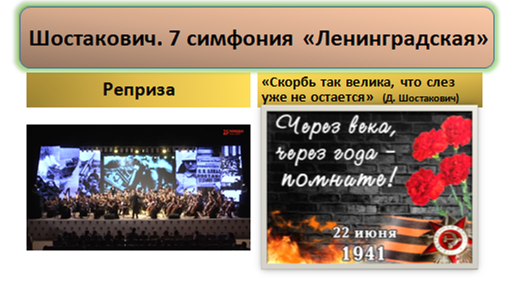 Шостакович. 7 симфония «Ленинградская»
Реприза
«Скорбь так велика, что слез
уже не остается» (Д. Шостакович)
Через века,
через года –
помните!
22 июня
1941